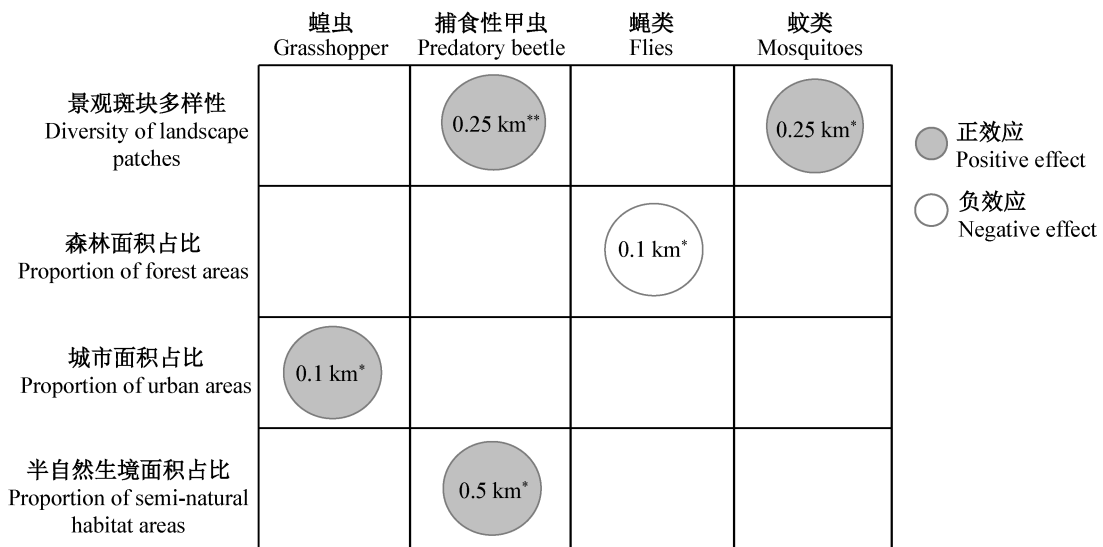 蝗虫
Grasshopper
捕食性甲虫
Predatory beetle
蝇类
Flies
蚊类
Mosquitoes
景观斑块多样性
Diversity of landscape
patches
0.25 km**
0.25 km*
正效应
Positive effect
负效应
Negative effect
森林面积占比
Proportion of forest areas
0.1 km*
城市面积占比
Proportion of urban areas
0.1 km*
半自然生境面积占比
Proportion of semi-natural
habitat areas
0.5 km*